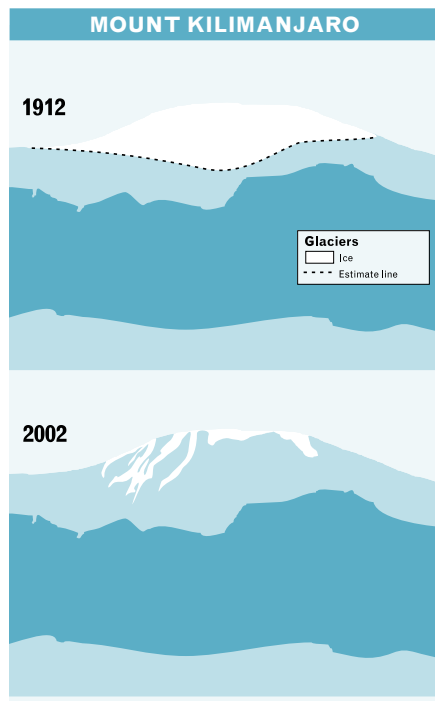 MOUNT KILIMANJARO
1912
Glaciers
Ice
Estimate line
2002